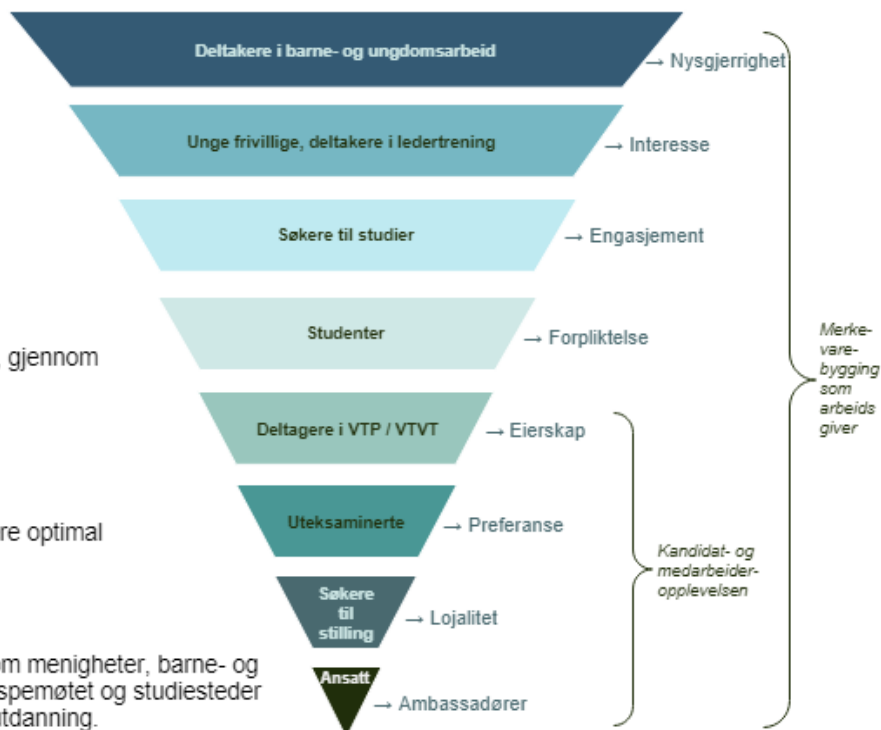 Deltakere i barne- og ungdomsarbeid
→ Nysgjerrighet
Unge frivillige, deltakere i ledertrening
→ Interesse
Søkere til studier
→ Engasjement
Studenter
→ Forpliktelse
Deltagere i VTP / VTVT
→ Eierskap
Uteksaminerte
→ Preferanse
Søkere
til
stilling
→ Lojalitet
Ansatt
→ Ambassadører
Kandidat- og
medarbeider-
opplevelsen
Merke-
vare-
bygging
som
arbeids
giver
gjennom
re optimal
om menigheter, barne- og
spemøtet og studiesteder
utdanning.